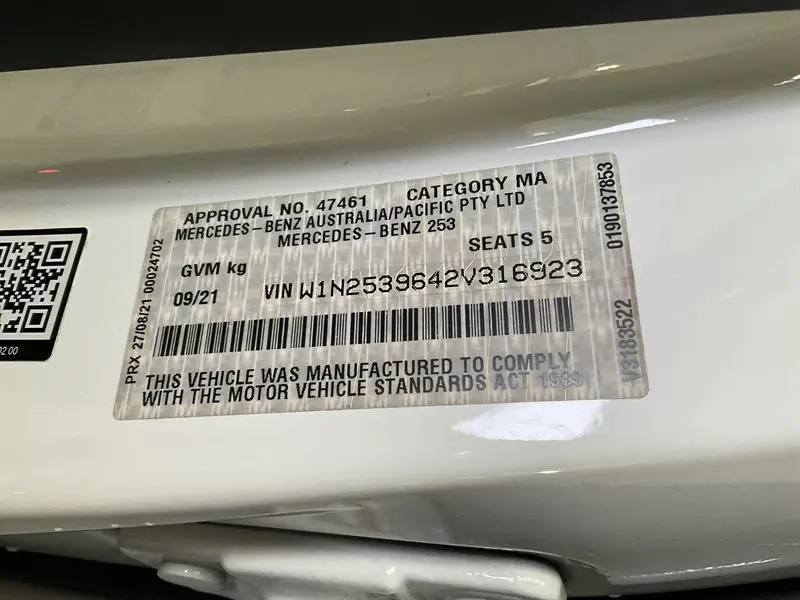 APPROVAL NO. 47461 CATEGORY MA
MERCEDES-BENZ AUSTRALIA/PACIFIC PTY LTD
MERCEDES-BENZ 253
SEATS 5
GVM kg
09/21 VIN W1N2539642V316923
THIS VEHICLE WAS MANUFACTURED TO COMPLY
WITH THE MOTOR VEHICLE STANDARDS ACT 1989
PRX 27/08/21 00024702
0190137853
V3183522